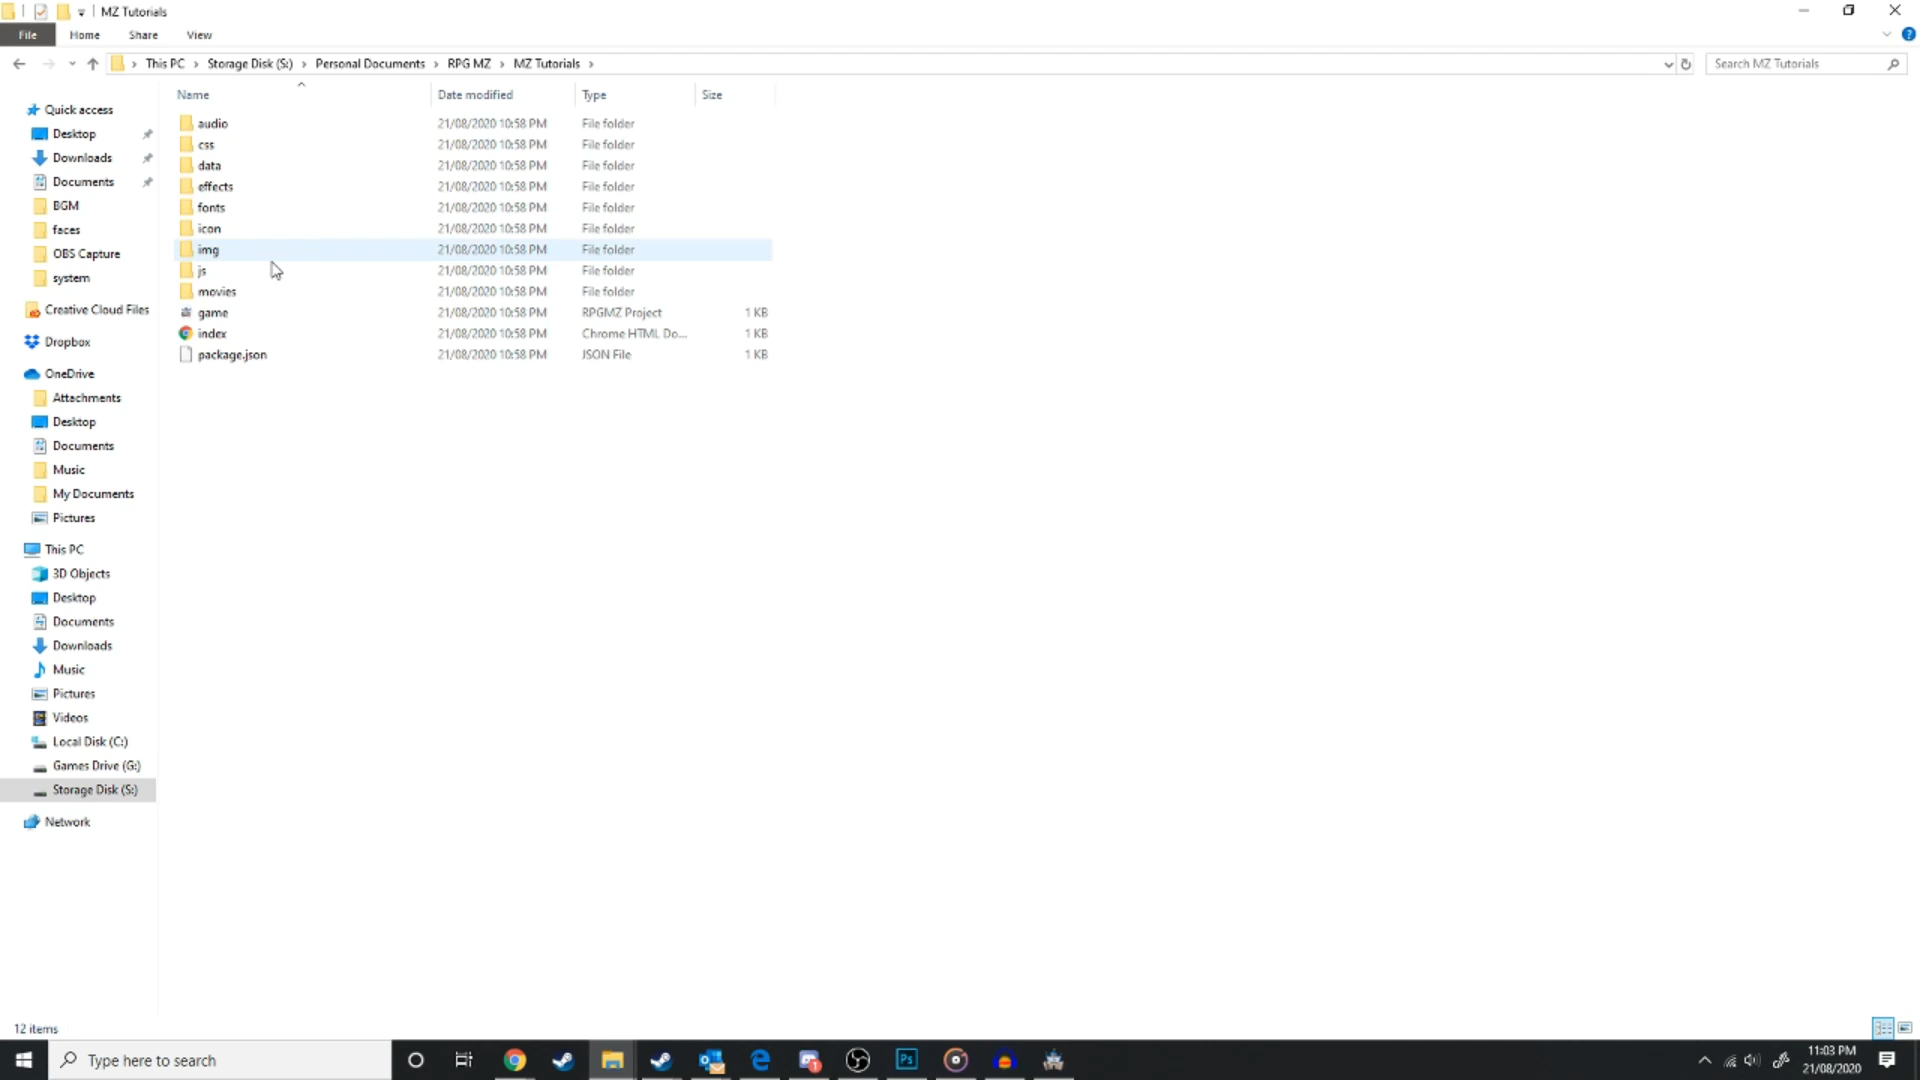 MZ Tutorials
File Home Share View
This PC Storage Disk (S:) Personal Documents RPG MZ MZ Tutorials Search MZ Tutorials
Name Date modified Type Size
Quick access
Desktop
Downloads
Documents
BGM
faces
OBS Capture
system
Creative Cloud Files
Dropbox
OneDrive
Attachments
Desktop
Documents
Music
My Documents
Pictures
This PC
3D Objects
Desktop
Documents
Downloads
Music
Pictures
Videos
Local Disk (C:)
Games Drive (G:)
Storage Disk (S:)
Network
audio 21/08/2020 10:58 PM File folder
css 21/08/2020 10:58 PM File folder
data 21/08/2020 10:58 PM File folder
effects 21/08/2020 10:58 PM File folder
fonts 21/08/2020 10:58 PM File folder
icon 21/08/2020 10:58 PM File folder
img 21/08/2020 10:58 PM File folder
js 21/08/2020 10:58 PM File folder
movies 21/08/2020 10:58 PM File folder
game 21/08/2020 10:58 PM RPGMZ Project 1 KB
index 21/08/2020 10:58 PM Chrome HTML Do... 1 KB
package.json 21/08/2020 10:58 PM JSON File 1 KB
12 items
Type here to search
Ps
11:03 PM
21/08/2020